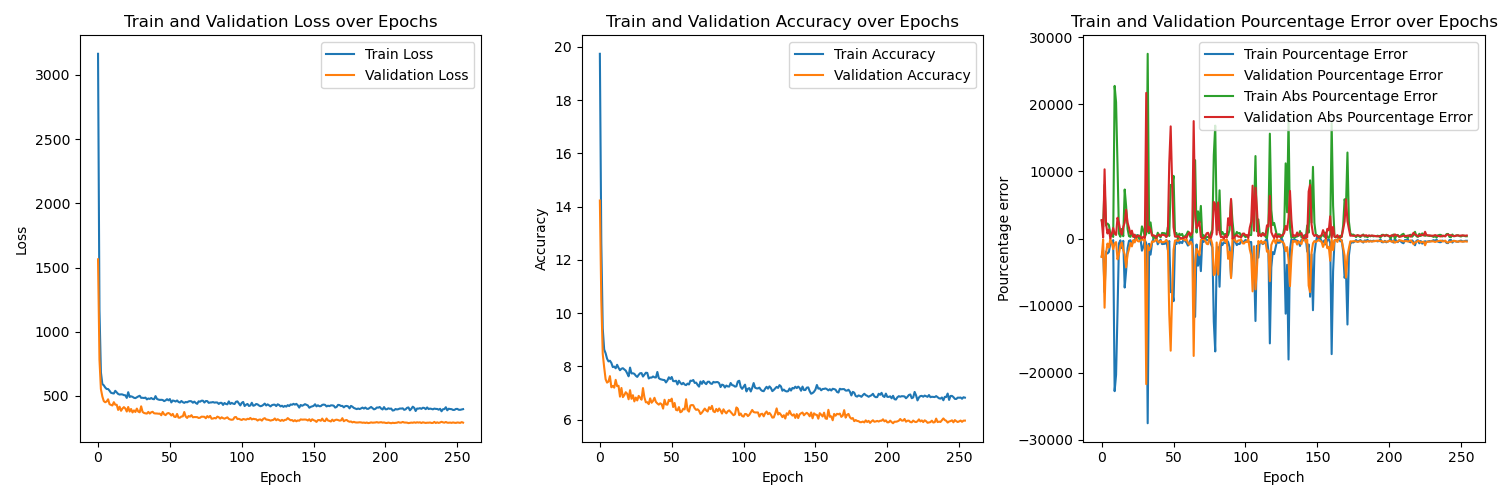 Train and Validation Loss over Epochs
Loss
3000
2500
2000
1500
1000
500
0
50
100
150
200
250
Epoch
Train Loss
Validation Loss
Train and Validation Accuracy over Epochs
Accuracy
20
18
16
14
12
10
8
6
0
50
100
150
200
250
Epoch
Train Accuracy
Validation Accuracy
Train and Validation Pourcentage Error over Epochs
Pourcentage error
30000
20000
10000
0
−10000
−20000
−30000
0
50
100
150
200
250
Epoch
Train Pourcentage Error
Validation Pourcentage Error
Train Abs Pourcentage Error
Validation Abs Pourcentage Error